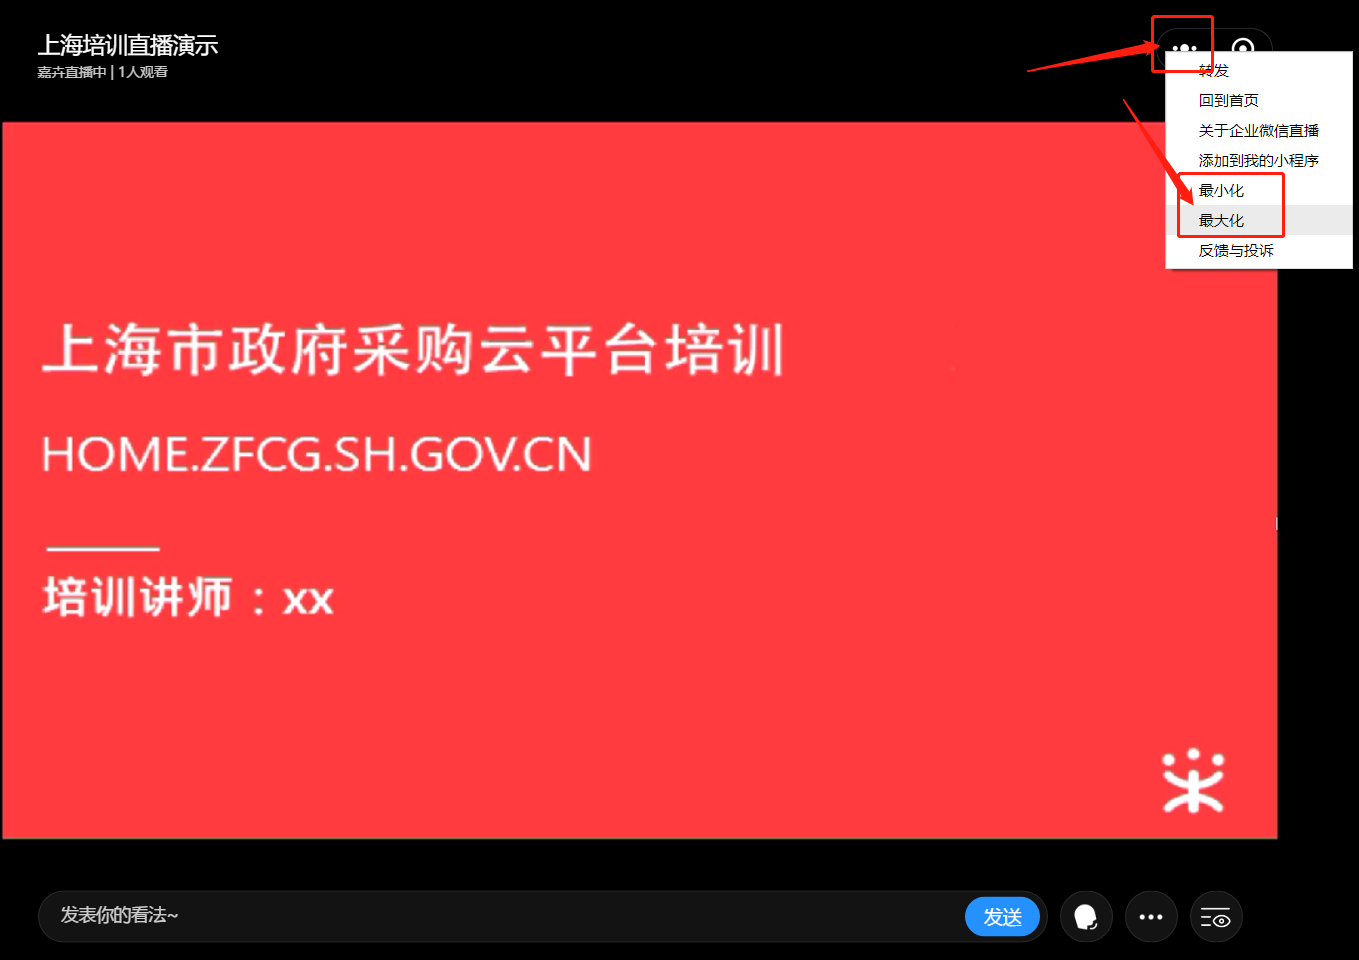 上海培训直播演示
嘉卉直播中 | 1人观看
转发
回到首页
关于企业微信直播
添加到我的小程序
最小化
最大化
反馈与投诉
上海市政府采购云平台培训
HOME.ZFCG.SH.GOV.CN
培训讲师：xx
发表你的看法~
发送